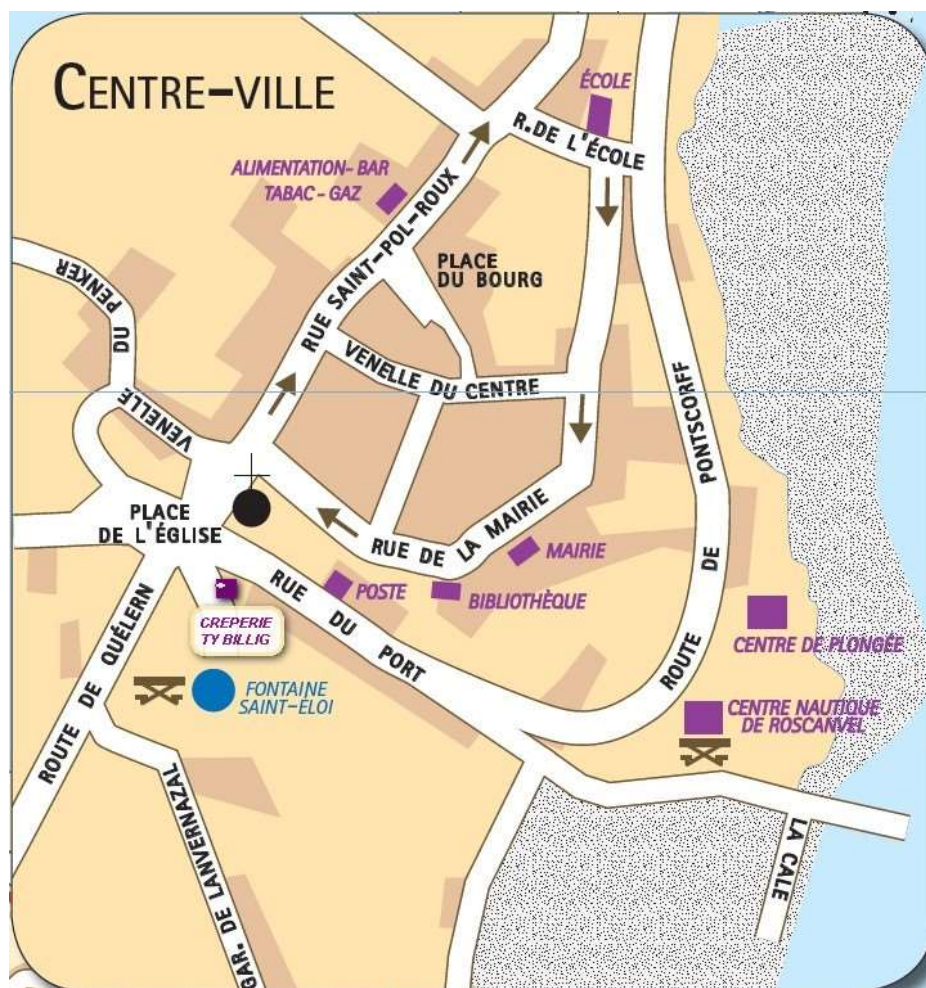 CENTRE-VILLE
ÉCOLE
R. DE L'ÉCOLE
ALIMENTATION- BAR
TABAC - GAZ
RUE SAINT-POL-ROUX
PLACE
DU BOURG
VENELLE DU PENKER
VENELLE DU CENTRE
ROUTE DE PONTSCORFF
PLACE
DE L'ÉGLISE
RUE DE LA MAIRIE
MAIRIE
POSTE
BIBLIOTHÈQUE
RUE DU PORT
CREPERIE
TY BILLIG
CENTRE DE PLONGÉE
ROUTE DE QUÉLERN
FONTAINE
SAINT-ÉLOI
CENTRE NAUTIQUE
DE ROSCANVEL
GAR. DE LANVERNAZAL
LA CALE